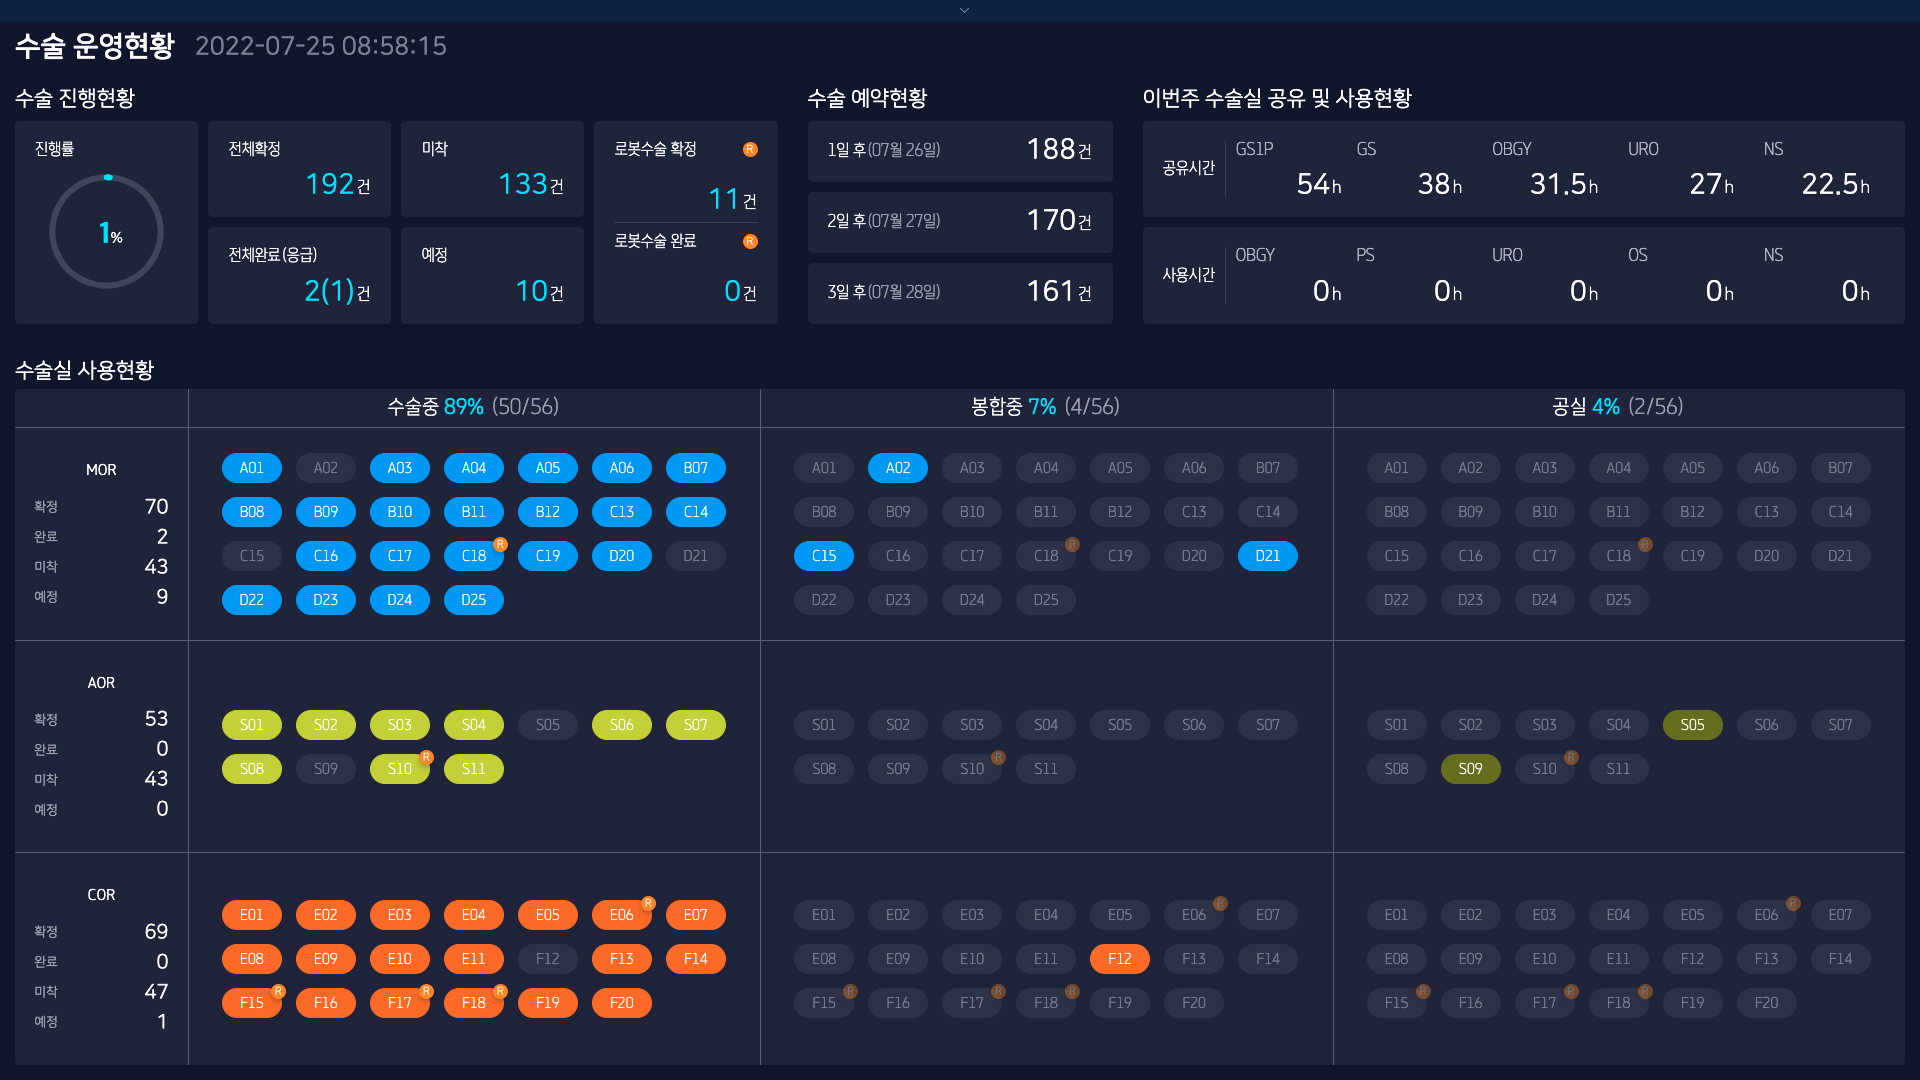 수술 운영현황 2022-07-25 08:58:15
수술 진행현황
진행률
1%
전체확정
192건
미착
133건
전체완료(응급)
2(1)건
예정
10건
로봇수술 확정 R
11건
로봇수술 완료 R
0건
수술 예약현황
1일 후(07월 26일) 188건
2일 후(07월 27일) 170건
3일 후(07월 28일) 161건
이번주 수술실 공유 및 사용현황
공유시간
GS1P GS OBGY URO NS
54h 38h 31.5h 27h 22.5h
사용시간
OBGY PS URO OS NS
0h 0h 0h 0h 0h
수술실 사용현황
수술중 89% (50/56)
봉합중 7% (4/56)
공실 4% (2/56)
MOR
확정 70
완료 2
미착 43
예정 9
A01 A02 A03 A04 A05 A06 B07
B08 B09 B10 B11 B12 C13 C14
C15 C16 C17 C18 R C19 D20 D21
D22 D23 D24 D25
A01 A02 A03 A04 A05 A06 B07
B08 B09 B10 B11 B12 C13 C14
C15 C16 C17 C18 R C19 D20 D21
D22 D23 D24 D25
A01 A02 A03 A04 A05 A06 B07
B08 B09 B10 B11 B12 C13 C14
C15 C16 C17 C18 R C19 D20 D21
D22 D23 D24 D25
AOR
확정 53
완료 0
미착 43
예정 0
S01 S02 S03 S04 S05 S06 S07
S08 S09 S10 R S11
S01 S02 S03 S04 S05 S06 S07
S08 S09 S10 R S11
S01 S02 S03 S04 S05 S06 S07
S08 S09 S10 R S11
COR
확정 69
완료 0
미착 47
예정 1
E01 E02 E03 E04 E05 E06 R E07
E08 E09 E10 E11 F12 F13 F14
F15 R F16 F17 R F18 R F19 F20
E01 E02 E03 E04 E05 E06 R E07
E08 E09 E10 E11 F12 F13 F14
F15 R F16 F17 R F18 R F19 F20
E01 E02 E03 E04 E05 E06 R E07
E08 E09 E10 E11 F12 F13 F14
F15 R F16 F17 R F18 R F19 F20